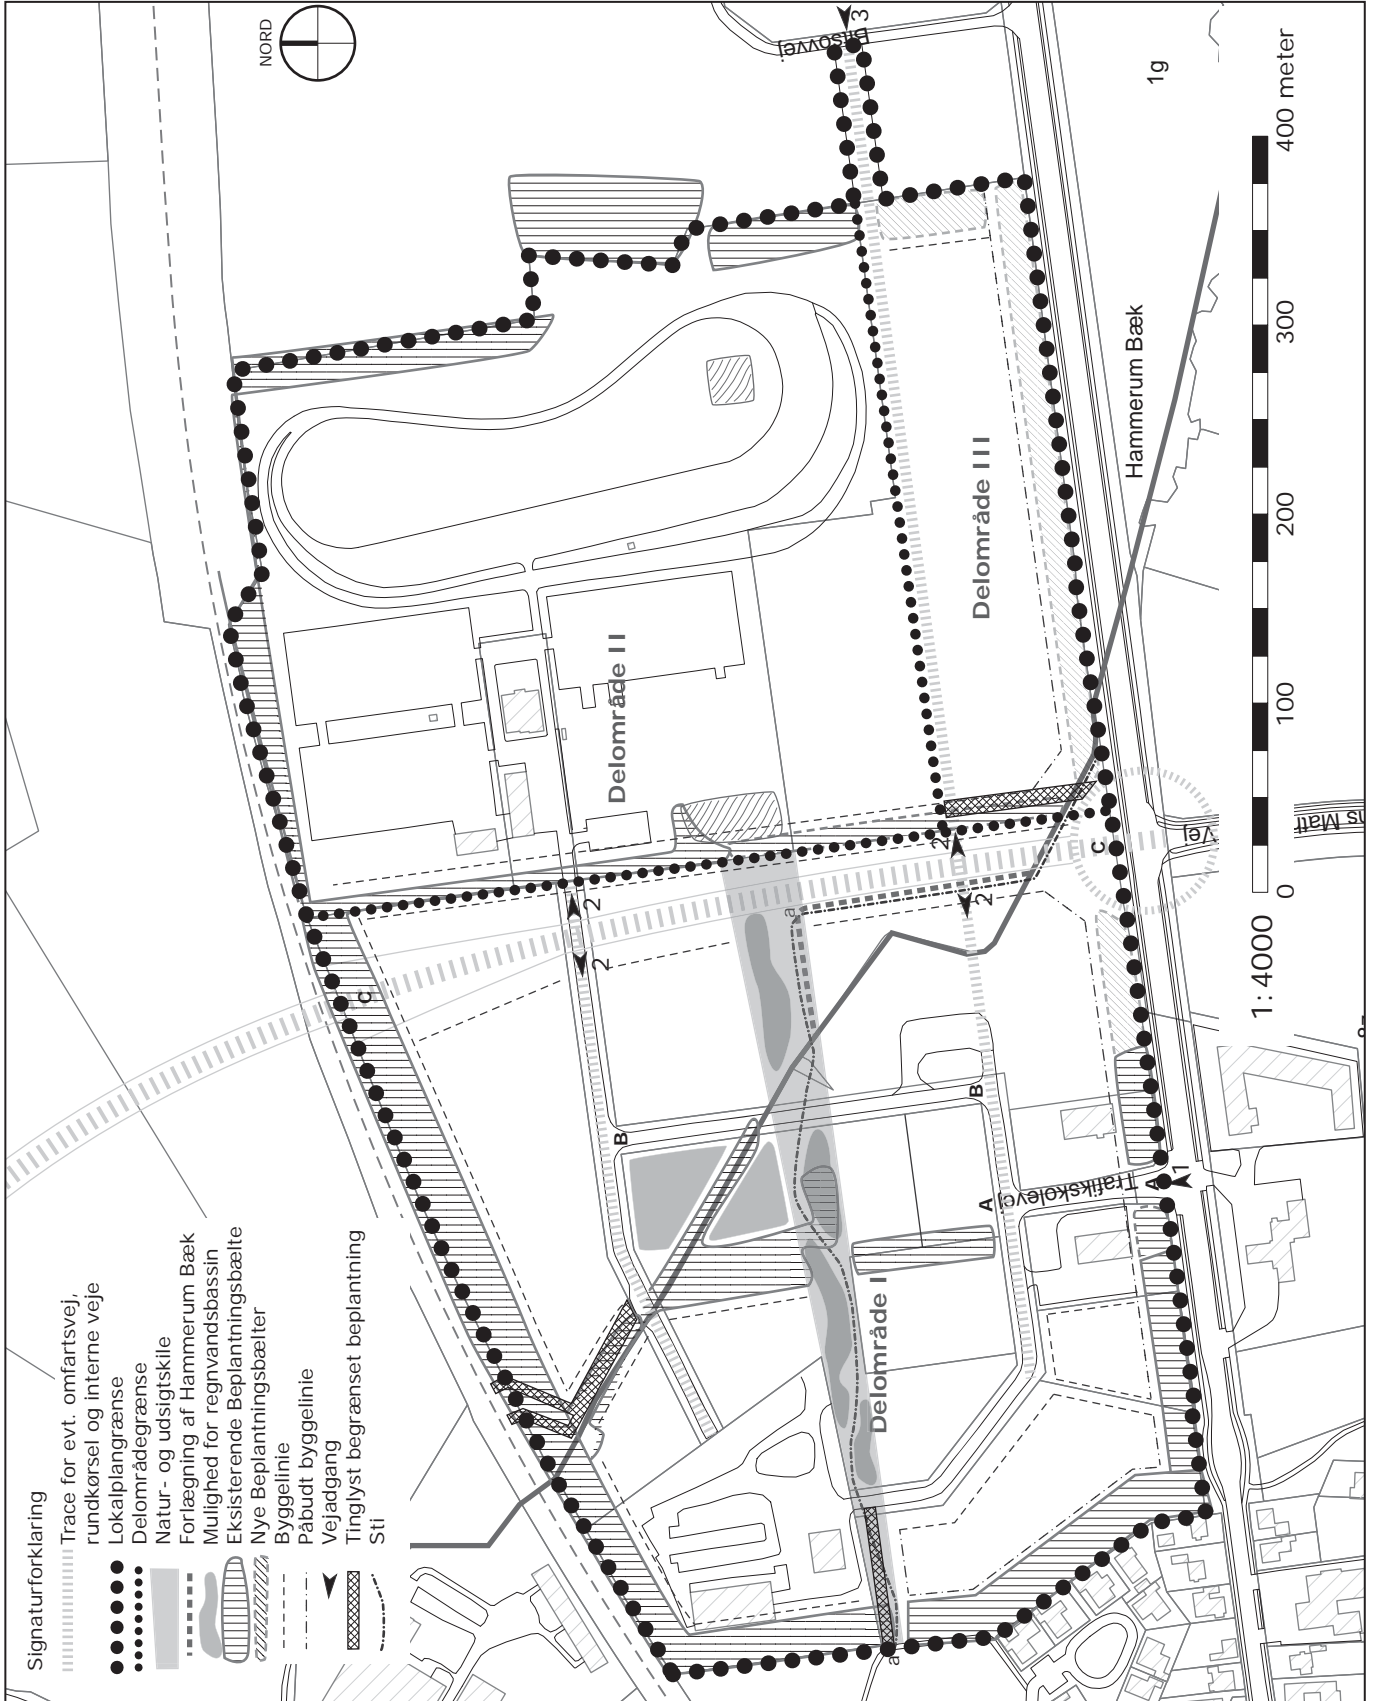 NORD
Signaturforklaring
Trace for evt. omfartsvej,
rundkørsel og interne veje
Lokalplangrænse
Delområdegrænse
Natur- og udsigtskile
Forlægning af Hammerum Bæk
Mulighed for regnvandsbassin
Eksisterende Beplantningsbælte
Nye Beplantningsbælter
Byggelinie
Påbudt byggelinie
Vejadgang
Tinglyst begrænset beplantning
Sti
Delområde I
Delområde II
Delområde III
Hammerum Bæk
Trafikskolevej
Bilsovvej
Vej
1g
A
A
B
B
C
C
a
a
1
2
2
2
2
3
1:4000
0
100
200
300
400 meter